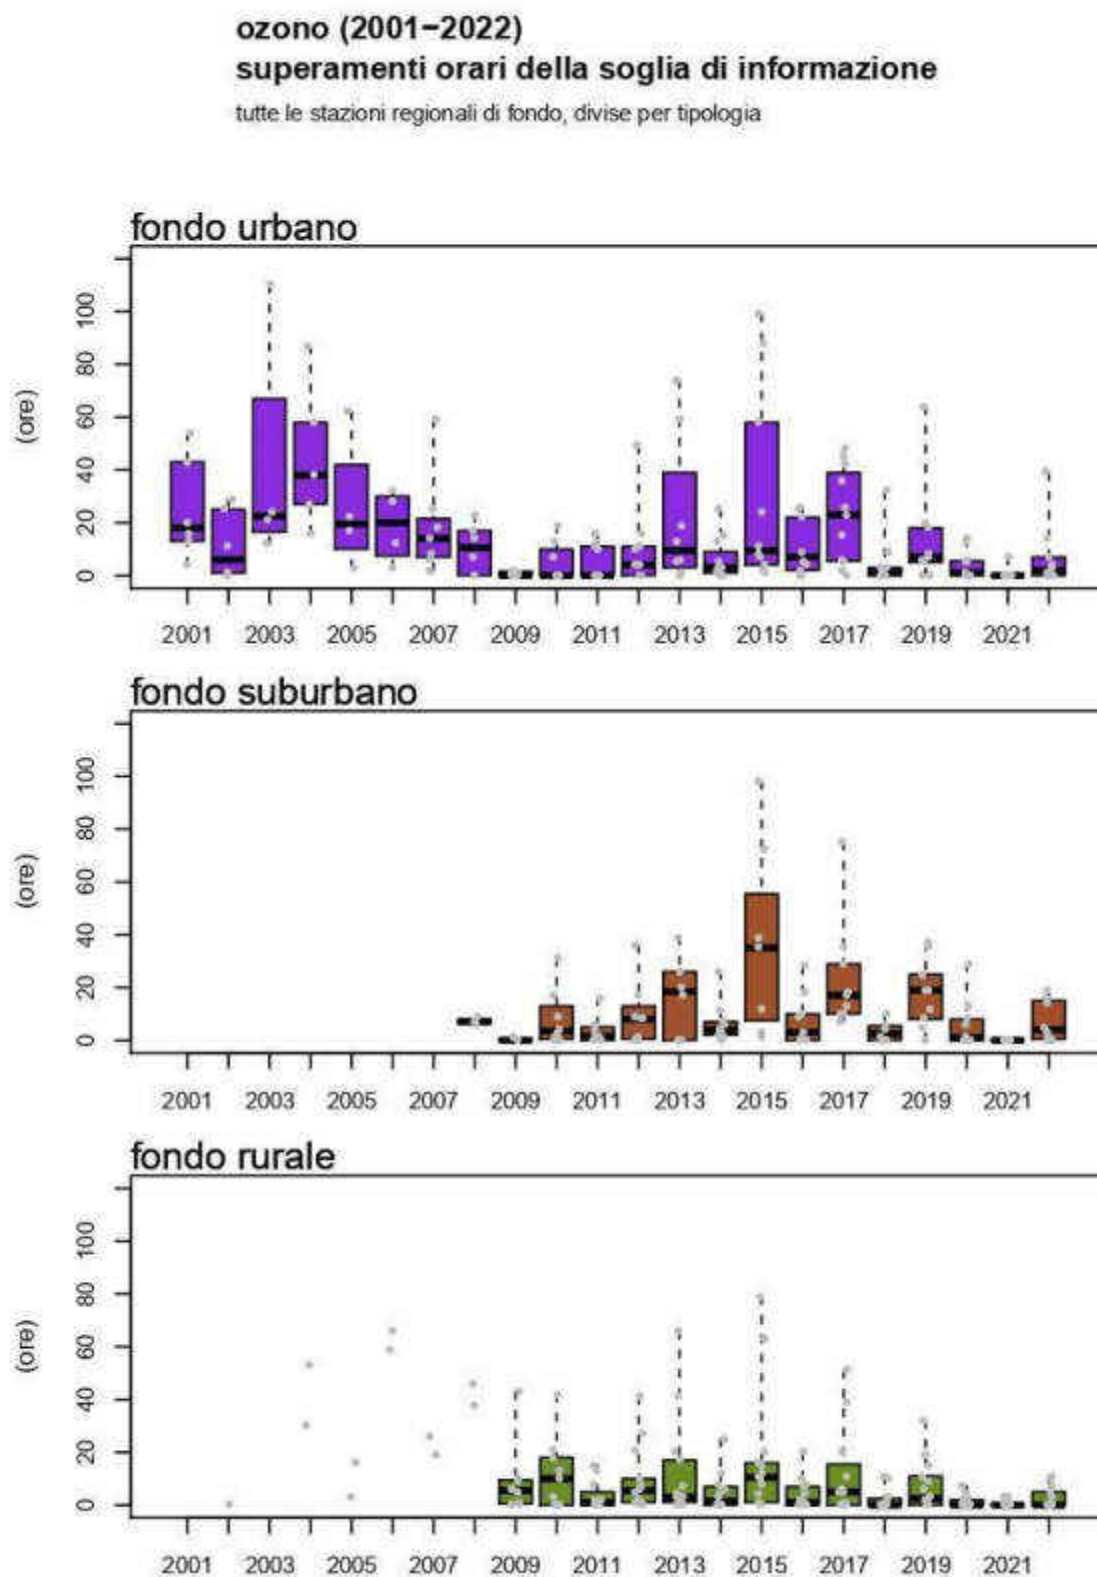 ozono (2001−2022)
superamenti orari della soglia di informazione
tutte le stazioni regionali di fondo, divise per tipologia
fondo urbano
(ore)
100
80
60
40
20
0
2001 2003 2005 2007 2009 2011 2013 2015 2017 2019 2021
fondo suburbano
(ore)
100
80
60
40
20
0
2001 2003 2005 2007 2009 2011 2013 2015 2017 2019 2021
fondo rurale
(ore)
100
80
60
40
20
0
2001 2003 2005 2007 2009 2011 2013 2015 2017 2019 2021